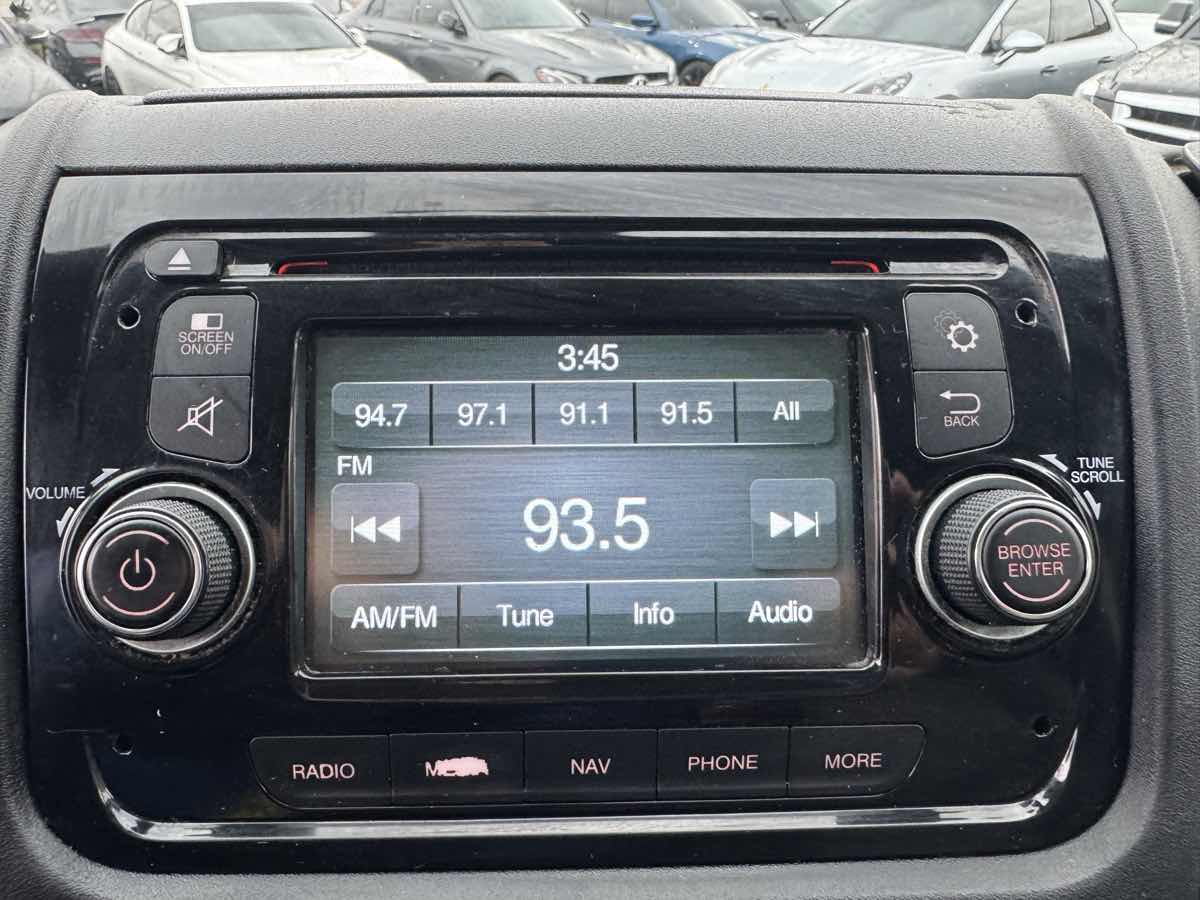 SCREEN
ON/OFF
3:45
94.7 97.1 91.1 91.5 All
BACK
FM
VOLUME
TUNE
SCROLL
93.5
BROWSE
ENTER
AM/FM Tune Info Audio
RADIO NAV PHONE MORE